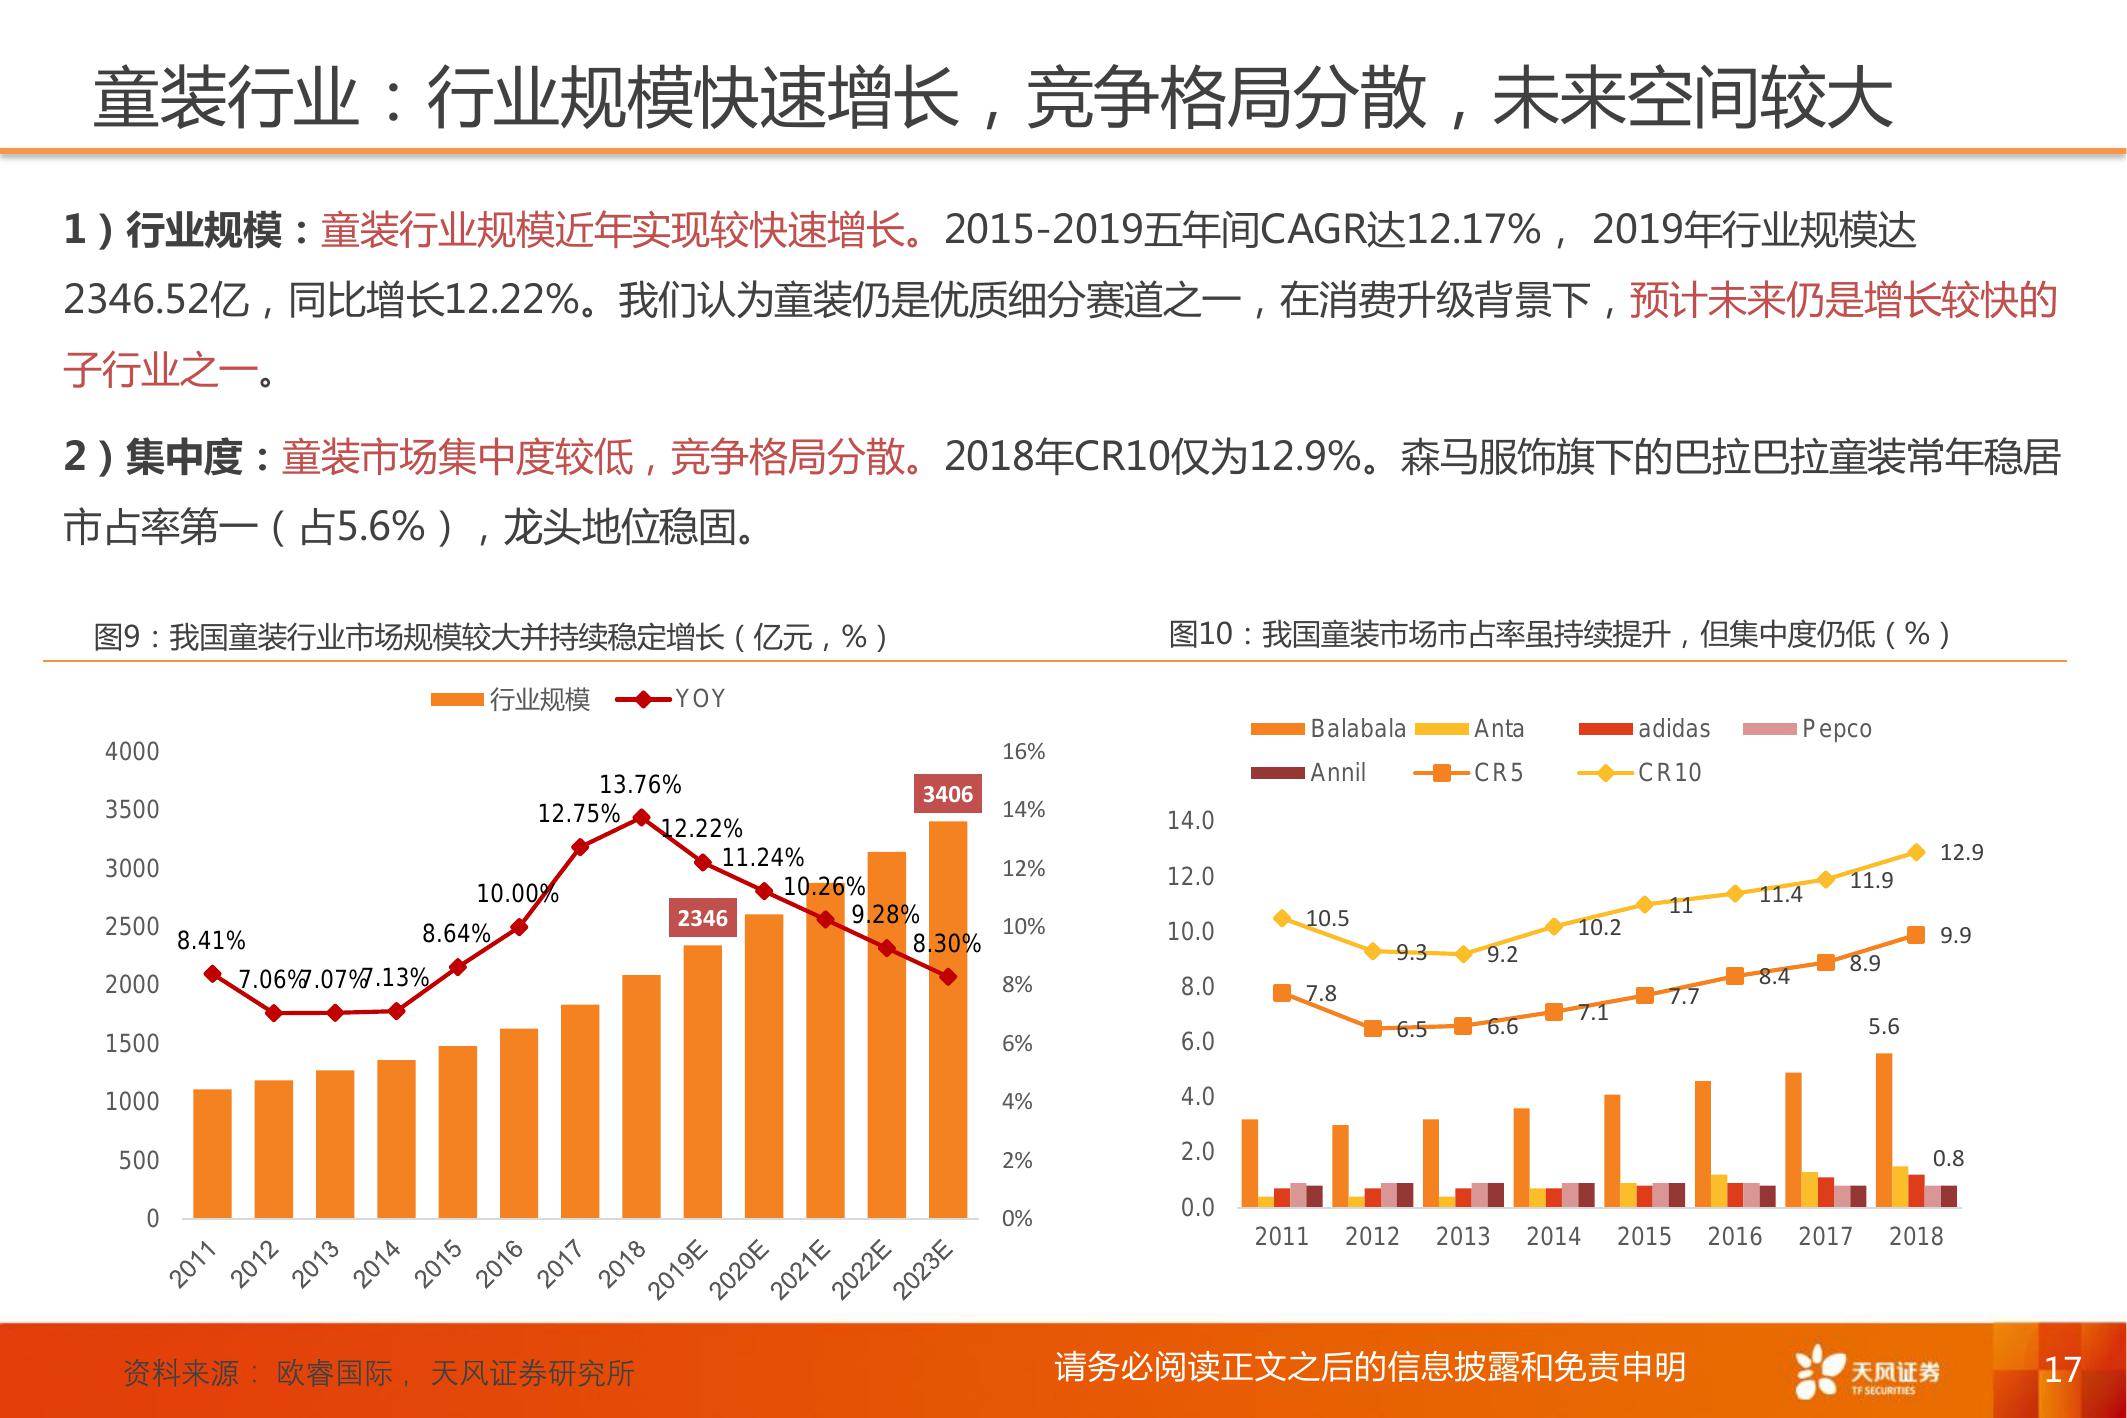 童装行业：行业规模快速增长，竞争格局分散，未来空间较大
1）行业规模：童装行业规模近年实现较快速增长。2015-2019五年间CAGR达12.17%， 2019年行业规模达
2346.52亿，同比增长12.22%。我们认为童装仍是优质细分赛道之一，在消费升级背景下，预计未来仍是增长较快的
子行业之一。
2）集中度：童装市场集中度较低，竞争格局分散。2018年CR10仅为12.9%。森马服饰旗下的巴拉巴拉童装常年稳居
市占率第一（占5.6%），龙头地位稳固。
图9：我国童装行业市场规模较大并持续稳定增长（亿元，%）
行业规模 YOY
4000
3500
3000
2500
2000
1500
1000
500
0
16%
14%
12%
10%
8%
6%
4%
2%
0%
8.41%
7.06%
7.07%
7.13%
8.64%
10.00%
12.75%
13.76%
12.22%
11.24%
10.26%
9.28%
8.30%
2346
3406
2011 2012 2013 2014 2015 2016 2017 2018 2019E 2020E 2021E 2022E 2023E
图10：我国童装市场市占率虽持续提升，但集中度仍低（%）
Balabala Anta adidas Pepco
Annil CR5 CR10
14.0
12.0
10.0
8.0
6.0
4.0
2.0
0.0
10.5 9.3 9.2 10.2 11 11.4 11.9 12.9
7.8 6.5 6.6 7.1 7.7 8.4 8.9 9.9
5.6
0.8
2011 2012 2013 2014 2015 2016 2017 2018
资料来源：欧睿国际，天风证券研究所
请务必阅读正文之后的信息披露和免责申明
天风证券
TF SECURITIES
17